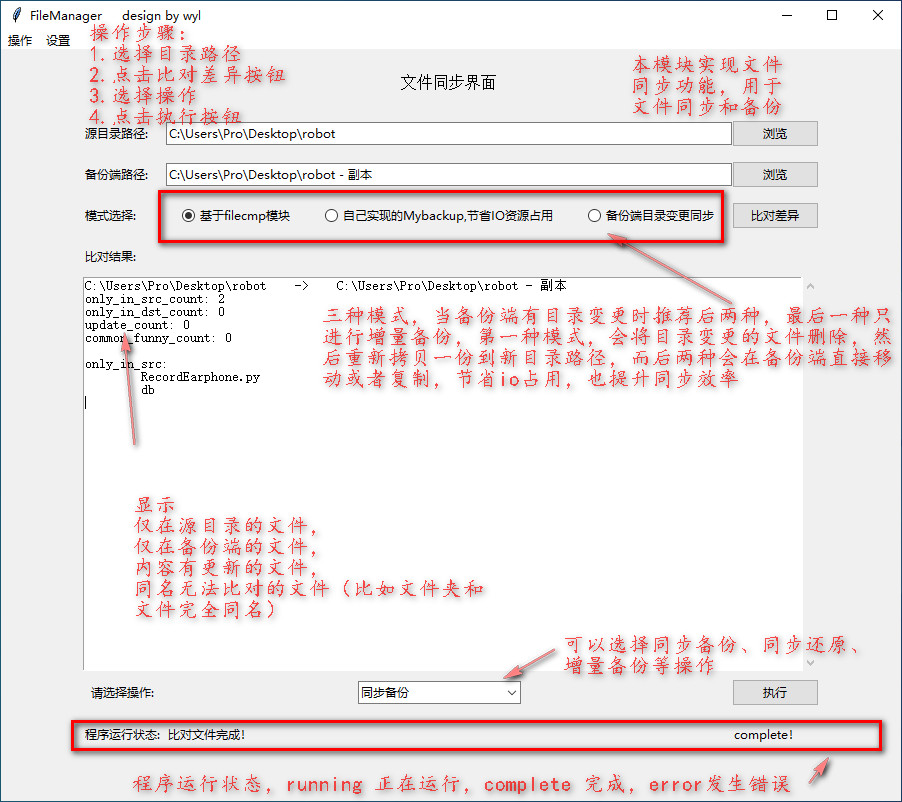 FileManager design by wyl
操作 设置
操作步骤：
1.选择目录路径
2.点击比对差异按钮
3.选择操作
4.点击执行按钮
文件同步界面
本模块实现文件
同步功能，用于
文件同步和备份
源目录路径: C:\Users\Pro\Desktop\robot 浏览
备份端路径: C:\Users\Pro\Desktop\robot - 副本 浏览
模式选择: 基于filecmp模块 自己实现的Mybackup,节省IO资源占用 备份端目录变更同步 比对差异
比对结果:
C:\Users\Pro\Desktop\robot -> C:\Users\Pro\Desktop\robot - 副本
only_in_src_count: 2
only_in_dst_count: 0
update_count: 0
common_funny_count: 0
only_in_src:
RecordEarphone.py
db
三种模式，当备份端有目录变更时推荐后两种，最后一种只
进行增量备份，第一种模式，会将目录变更的文件删除，然
后重新拷贝一份到新目录路径，而后两种会在备份端直接移
动或者复制，节省io占用，也提升同步效率
显示
仅在源目录的文件，
仅在备份端的文件，
内容有更新的文件，
同名无法比对的文件（比如文件夹和
文件完全同名）
可以选择同步备份、同步还原、
增量备份等操作
请选择操作: 同步备份 执行
程序运行状态: 比对文件完成! complete!
程序运行状态，running 正在运行，complete 完成，error发生错误